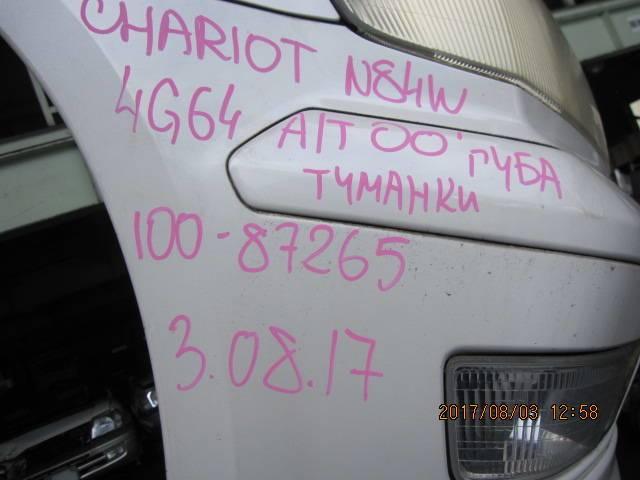 CHARIOT N84W
4G64 A/T 00' ГУБА
ТУМАНКИ
100-87265
3.08.17
2017/08/03 12:58